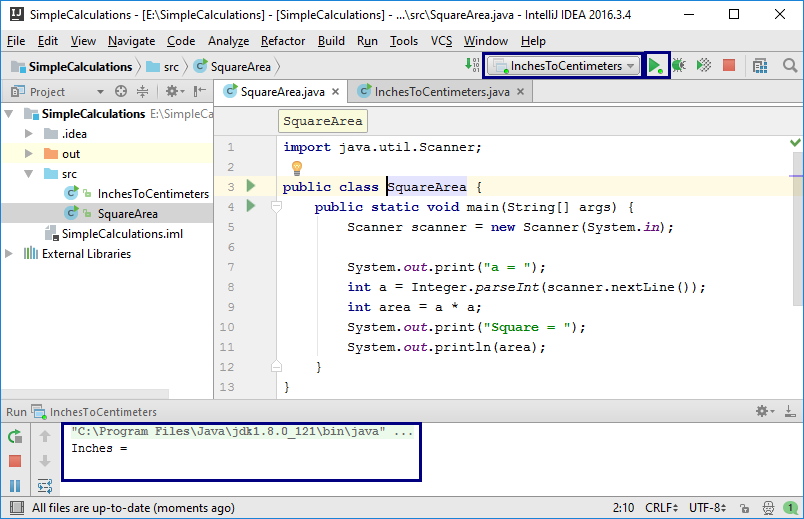 SimpleCalculations - [E:\SimpleCalculations] - [SimpleCalculations] - ...\src\SquareArea.java - IntelliJ IDEA 2016.3.4
File Edit View Navigate Code Analyze Refactor Build Run Tools VCS Window Help
SimpleCalculations src SquareArea InchesToCentimeters
Project SquareArea.java InchesToCentimeters.java
SimpleCalculations E:\SimpleC
.idea
out
src
InchesToCentimeters
SquareArea
SimpleCalculations.iml
External Libraries
SquareArea
1 import java.util.Scanner;
2
3 public class SquareArea {
4 public static void main(String[] args) {
5 Scanner scanner = new Scanner(System.in);
6
7 System.out.print("a = ");
8 int a = Integer.parseInt(scanner.nextLine());
9 int area = a * a;
10 System.out.print("Square = ");
11 System.out.println(area);
12 }
13 }
Run InchesToCentimeters
"C:\Program Files\Java\jdk1.8.0_121\bin\java" ...
Inches =
All files are up-to-date (moments ago) 2:10 CRLF UTF-8 1